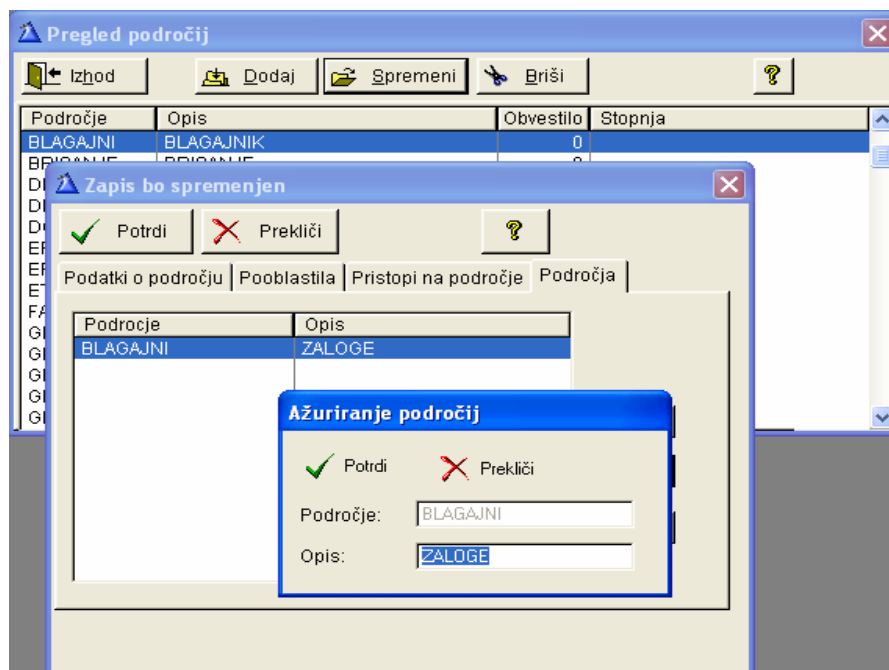 Pregled področij
Izhod Dodaj Spremeni Briši
Področje Opis Obvestilo Stopnja
BLAGAJNI BLAGAJNIK 0
Zapis bo spremenjen
Potrdi Prekliči
Podatki o področju Pooblastila Pristopi na področje Področja
Podrocje Opis
BLAGAJNI ZALOGE
Ažuriranje področij
Potrdi Prekliči
Področje: BLAGAJNI
Opis: ZALOGE